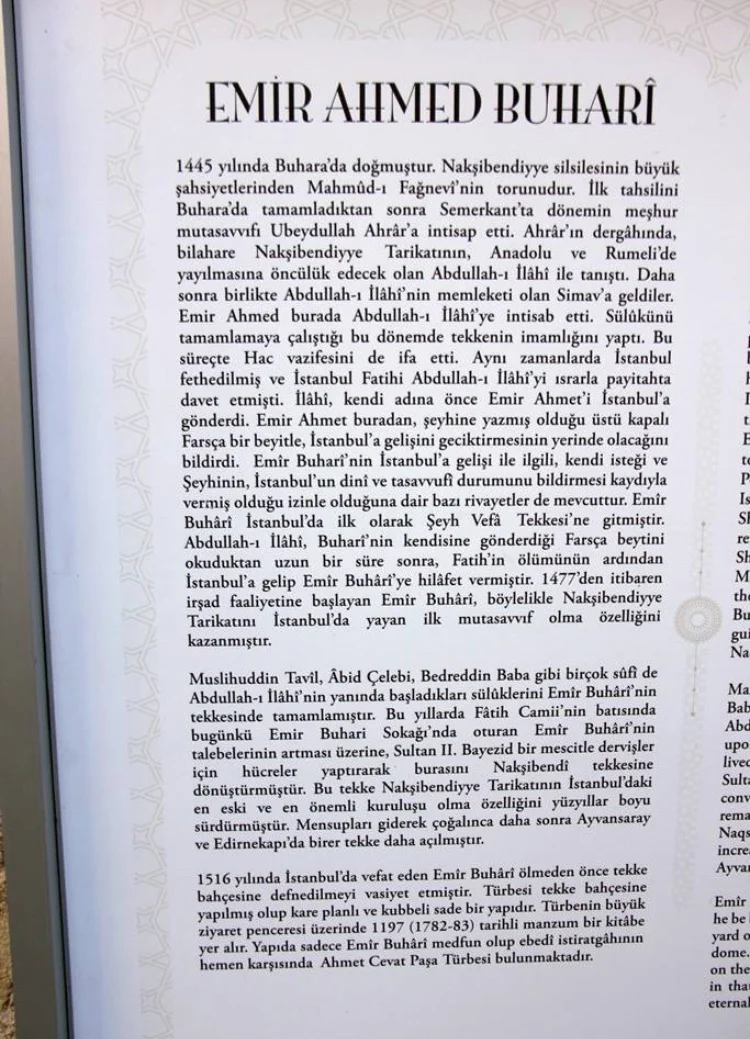 EMİR AHMED BUHARÎ
1445 yılında Buhara’da doğmuştur. Nakşibendiyye silsilesinin büyük
şahsiyetlerinden Mahmûd-ı Fağnevî’nin torunudur. İlk tahsilini
Buhara’da tamamladıktan sonra Semerkant’ta dönemin meşhur
mutasavvıfı Ubeydullah Ahrâr’a intisap etti. Ahrâr’ın dergâhında,
bilahare Nakşibendiyye Tarikatının, Anadolu ve Rumeli’de
yayılmasına öncülük edecek olan Abdullah-ı İlâhî ile tanıştı. Daha
sonra birlikte Abdullah-ı İlâhî’nin memleketi olan Simav’a geldiler.
Emir Ahmed burada Abdullah-ı İlâhî’ye intisab etti. Sülûkünü
tamamlamaya çalıştığı bu dönemde tekkenin imamlığını yaptı. Bu
süreçte Hac vazifesini de ifa etti. Aynı zamanlarda İstanbul
fethedilmiş ve İstanbul Fatihi Abdullah-ı İlâhî’yi ısrarla payitahta
davet etmişti. İlâhî, kendi adına önce Emir Ahmet’i İstanbul’a
gönderdi. Emir Ahmet buradan, şeyhine yazmış olduğu üstü kapalı
Farsça bir beyitle, İstanbul’a gelişini geciktirmesinin yerinde olacağını
bildirdi. Emir Buharî’nin İstanbul’a gelişi ile ilgili, kendi isteği ve
Şeyhinin, İstanbul’un dinî ve tasavvufî durumunu bildirmesi kaydıyla
vermiş olduğu izinle olduğuna dair bazı rivayetler de mevcuttur. Emîr
Buhârî İstanbul’da ilk olarak Şeyh Vefâ Tekkesi’ne gitmiştir.
Abdullah-ı İlâhî, Buharî’nin kendisine gönderdiği Farsça beytini
okuduktan uzun bir süre sonra, Fatih’in ölümünün ardından
İstanbul’a gelip Emîr Buhârî’ye hilâfet vermiştir. 1477’den itibaren
irşad faaliyetine başlayan Emîr Buhârî, böylelikle Nakşibendiyye
Tarikatını İstanbul’da yayan ilk mutasavvıf olma özelliğini
kazanmıştır.
Muslihuddin Tavîl, Âbid Çelebi, Bedreddin Baba gibi birçok sûfi de
Abdullah-ı İlâhî’nin yanında başladıkları sülûklerini Emîr Buhârî’nin
tekkesinde tamamlamıştır. Bu yıllarda Fâtih Camii’nin batısında
bugünkü Emir Buhari Sokağı’nda oturan Emîr Buhârî’nin
talebelerinin artması üzerine, Sultan II. Bayezid bir mescitle dervişler
için hücreler yaptırarak burasını Nakşibendî tekkesine
dönüştürmüştür. Bu tekke Nakşibendiyye Tarikatının İstanbul’daki
en eski ve en önemli kuruluşu olma özelliğini yüzyıllar boyu
sürdürmüştür. Mensupları giderek çoğalınca daha sonra Ayvansaray
ve Edirnekapı’da birer tekke daha açılmıştır.
1516 yılında İstanbul’da vefat eden Emîr Buhârî ölmeden önce tekke
bahçesine defnedilmeyi vasiyet etmiştir. Türbesi tekke bahçesine
yapılmış olup kare planlı ve kubbeli sade bir yapıdır. Türbenin büyük
ziyaret penceresi üzerinde 1197 (1782-83) tarihli manzum bir kitâbe
yer alır. Yapıda sadece Emîr Buhârî medfun olup ebedî istiratgâhının
hemen karşısında Ahmet Cevat Paşa Türbesi bulunmaktadır.
Emîr
he be
yard o
dome.
on the
in tha
eternal